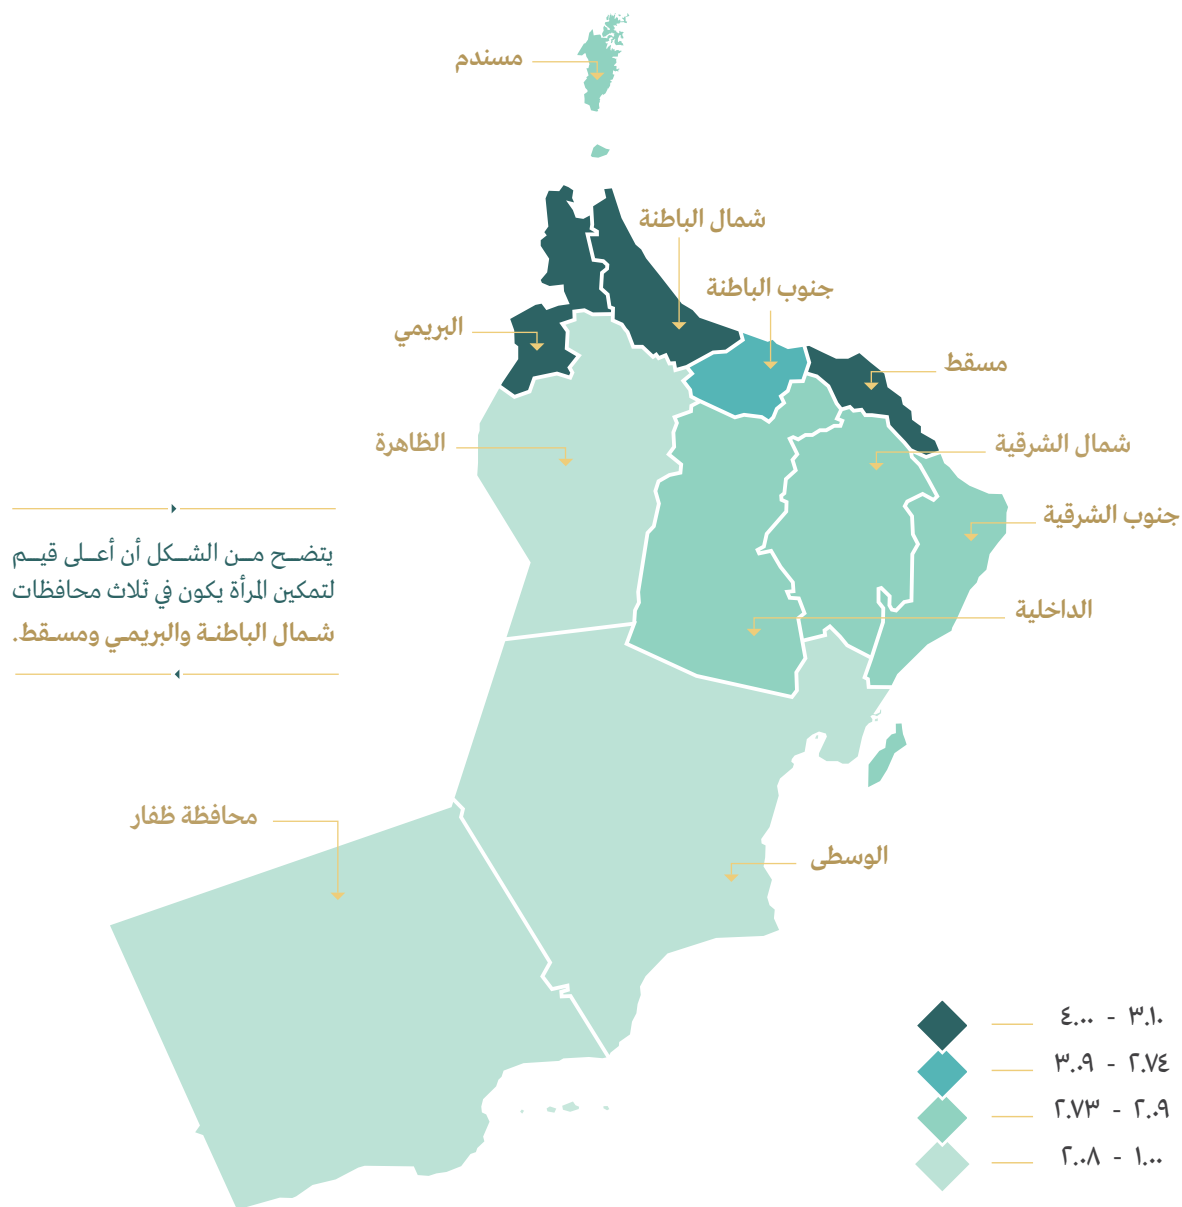 مسندم
شمال الباطنة
جنوب الباطنة
البريمي
مسقط
الظاهرة
شمال الشرقية
جنوب الشرقية
يتضح من الشكل أن أعلى قيم
لتمكين المرأة يكون في ثلاث محافظات
شمال الباطنة والبريمي ومسقط.
الداخلية
محافظة ظفار
الوسطى
٣.١٠ - ٤.٠٠
٢.٧٤ - ٣.٠٩
٢.٠٩ - ٢.٧٣
١.٠٠ - ٢.٠٨